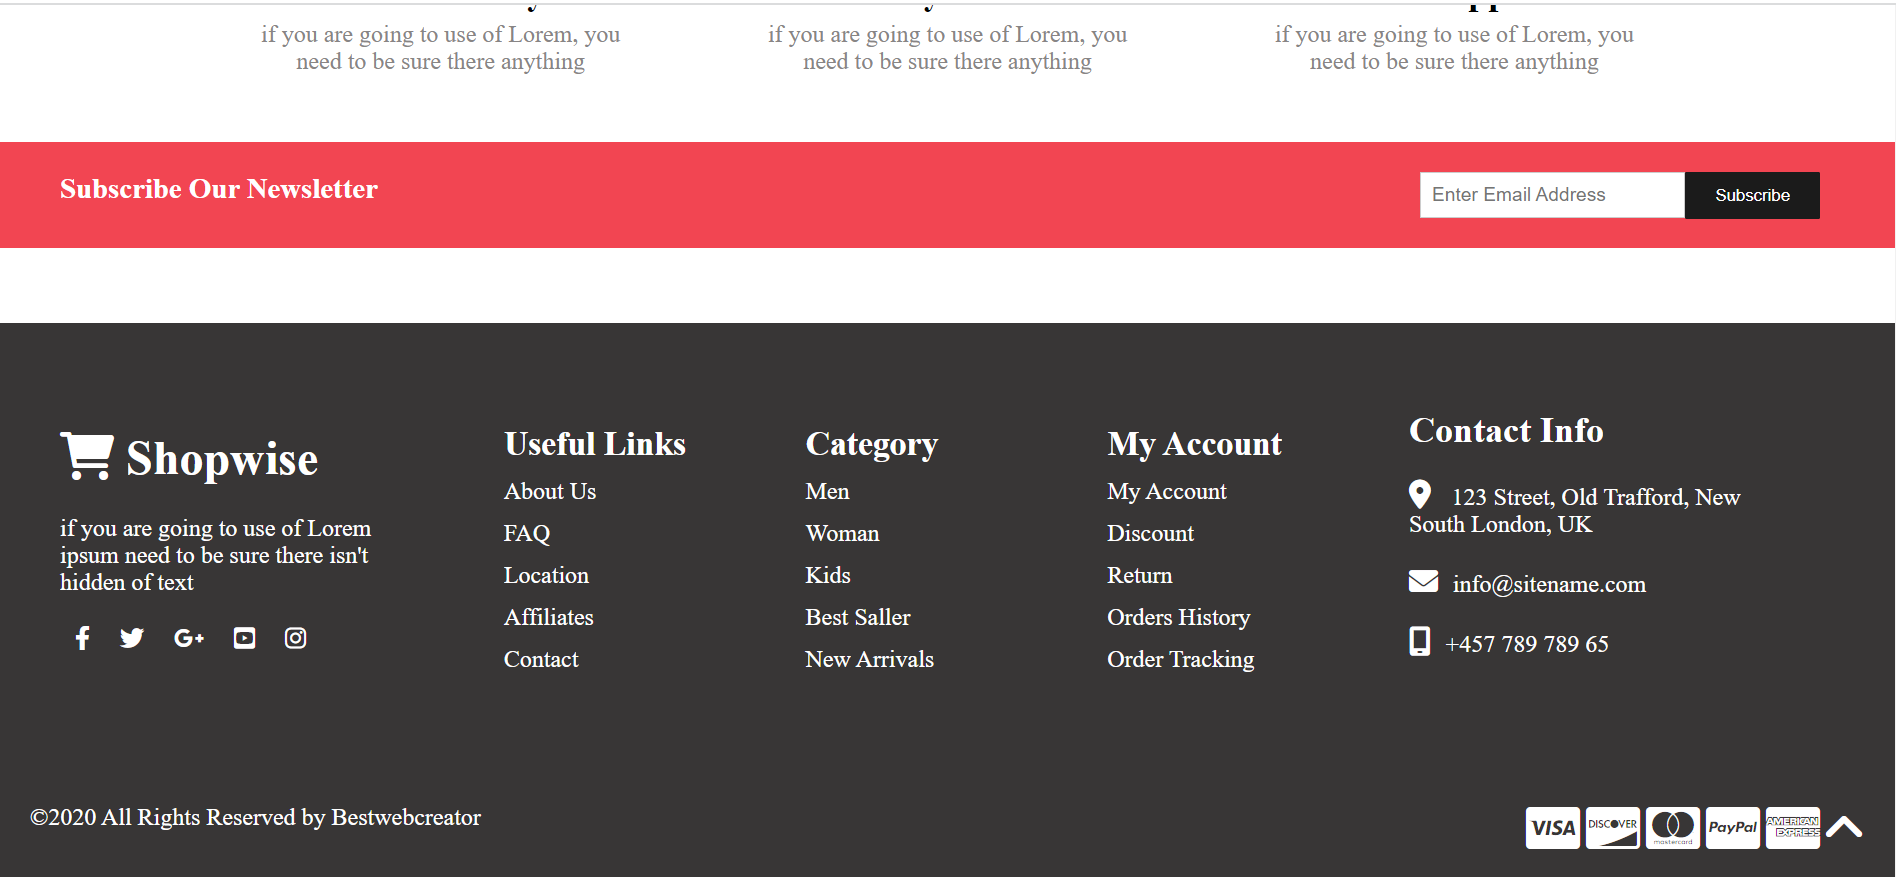 if you are going to use of Lorem, you
need to be sure there anything
if you are going to use of Lorem, you
need to be sure there anything
if you are going to use of Lorem, you
need to be sure there anything
Subscribe Our Newsletter
Enter Email Address
Subscribe
Shopwise
if you are going to use of Lorem
ipsum need to be sure there isn't
hidden of text
Useful Links
About Us
FAQ
Location
Affiliates
Contact
Category
Men
Woman
Kids
Best Saller
New Arrivals
My Account
My Account
Discount
Return
Orders History
Order Tracking
Contact Info
123 Street, Old Trafford, New
South London, UK
info@sitename.com
+457 789 789 65
©2020 All Rights Reserved by Bestwebcreator
VISA
DISCOVER
mastercard
PayPal
AMERICAN
EXPRESS